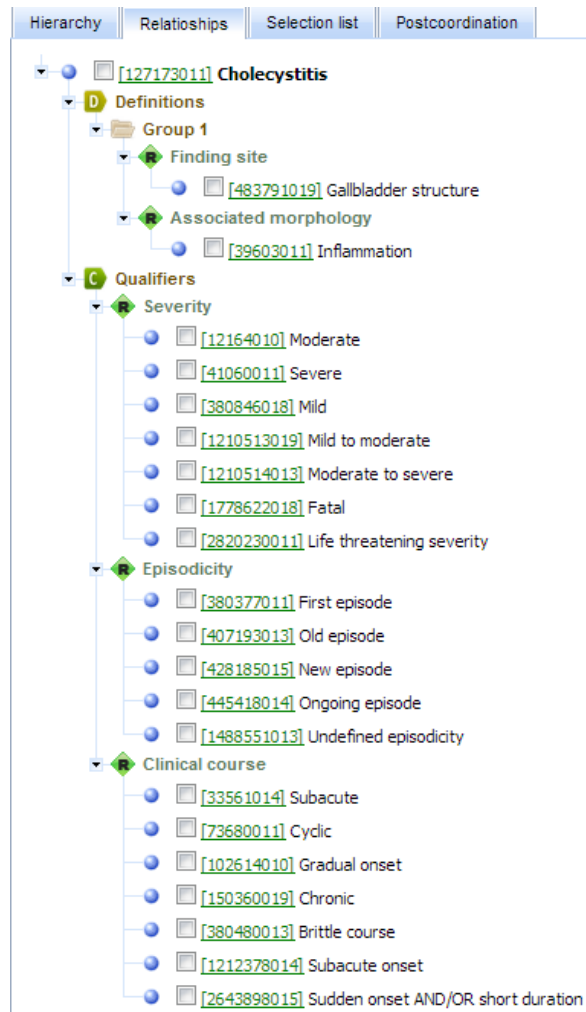 Hierarchy Relatioships Selection list Postcoordination
[127173011] Cholecystitis
D Definitions
Group 1
R Finding site
[483791019] Gallbladder structure
R Associated morphology
[39603011] Inflammation
C Qualifiers
R Severity
[12164010] Moderate
[41060011] Severe
[380846018] Mild
[1210513019] Mild to moderate
[1210514013] Moderate to severe
[1778622018] Fatal
[2820230011] Life threatening severity
R Episodicity
[380377011] First episode
[407193013] Old episode
[428185015] New episode
[445418014] Ongoing episode
[1488551013] Undefined episodicity
R Clinical course
[33561014] Subacute
[73680011] Cyclic
[102614010] Gradual onset
[150360019] Chronic
[380480013] Brittle course
[1212378014] Subacute onset
[2643898015] Sudden onset AND/OR short duration